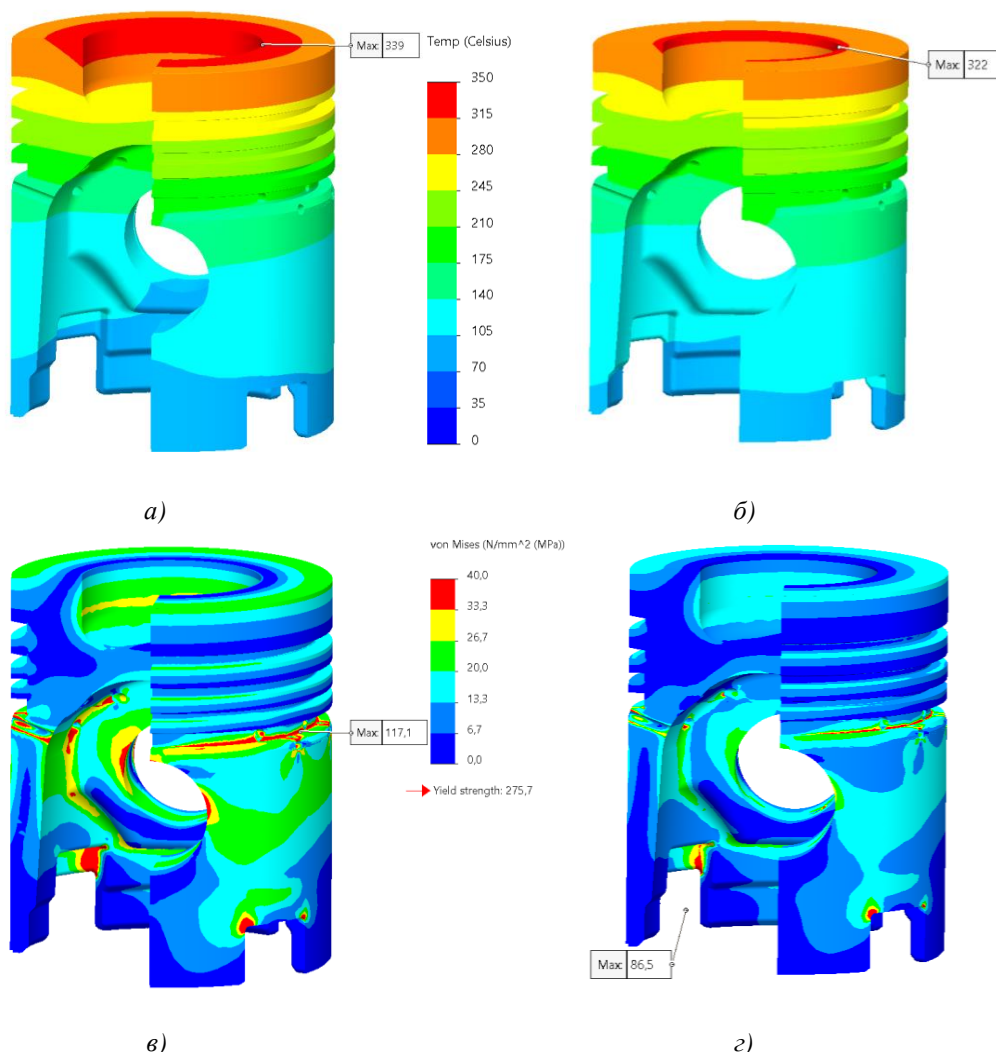 Max: 339
Temp (Celsius)
350
315
280
245
210
175
140
105
70
35
0
Max: 322
а)
б)
von Mises (N/mm^2 (MPa))
40,0
33,3
26,7
20,0
13,3
6,7
0,0
Yield strength: 275,7
Max: 117,1
Max: 86,5
в)
г)